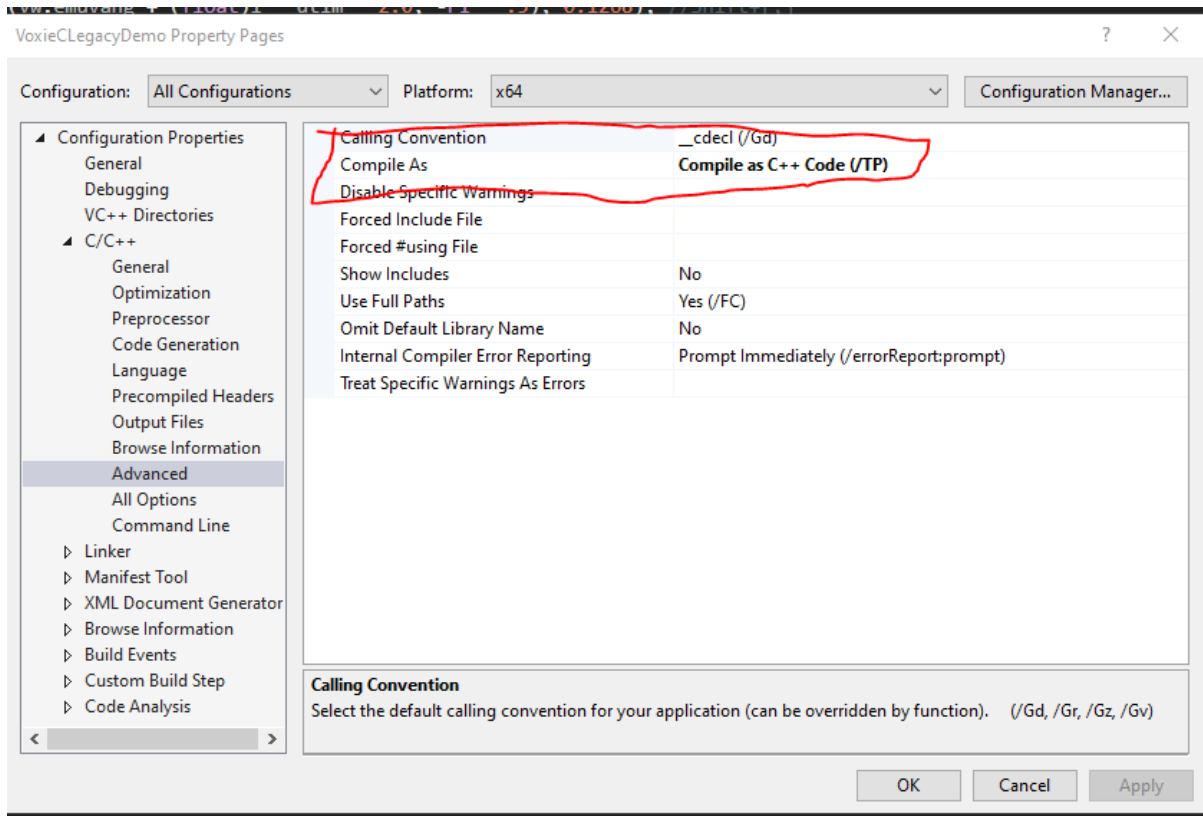 VoxieCLegacyDemo Property Pages
? ×
Configuration: All Configurations Platform: x64 Configuration Manager...
Configuration Properties
General
Debugging
VC++ Directories
C/C++
General
Optimization
Preprocessor
Code Generation
Language
Precompiled Headers
Output Files
Browse Information
Advanced
All Options
Command Line
Linker
Manifest Tool
XML Document Generator
Browse Information
Build Events
Custom Build Step
Code Analysis
Calling Convention __cdecl (/Gd)
Compile As Compile as C++ Code (/TP)
Disable Specific Warnings
Forced Include File
Forced #using File
Show Includes No
Use Full Paths Yes (/FC)
Omit Default Library Name No
Internal Compiler Error Reporting Prompt Immediately (/errorReport:prompt)
Treat Specific Warnings As Errors
Calling Convention
Select the default calling convention for your application (can be overridden by function). (/Gd, /Gr, /Gz, /Gv)
OK Cancel Apply